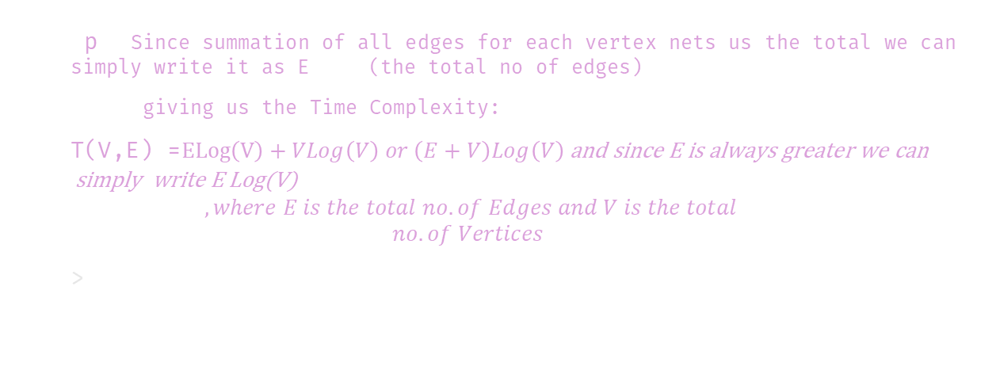 p Since summation of all edges for each vertex nets us the total we can
simply write it as E (the total no of edges)
giving us the Time Complexity:
T(V,E) =ELog(V) + VLog(V) or (E + V)Log(V) and since E is always greater we can
simply write E Log(V)
,where E is the total no.of Edges and V is the total
no.of Vertices
>